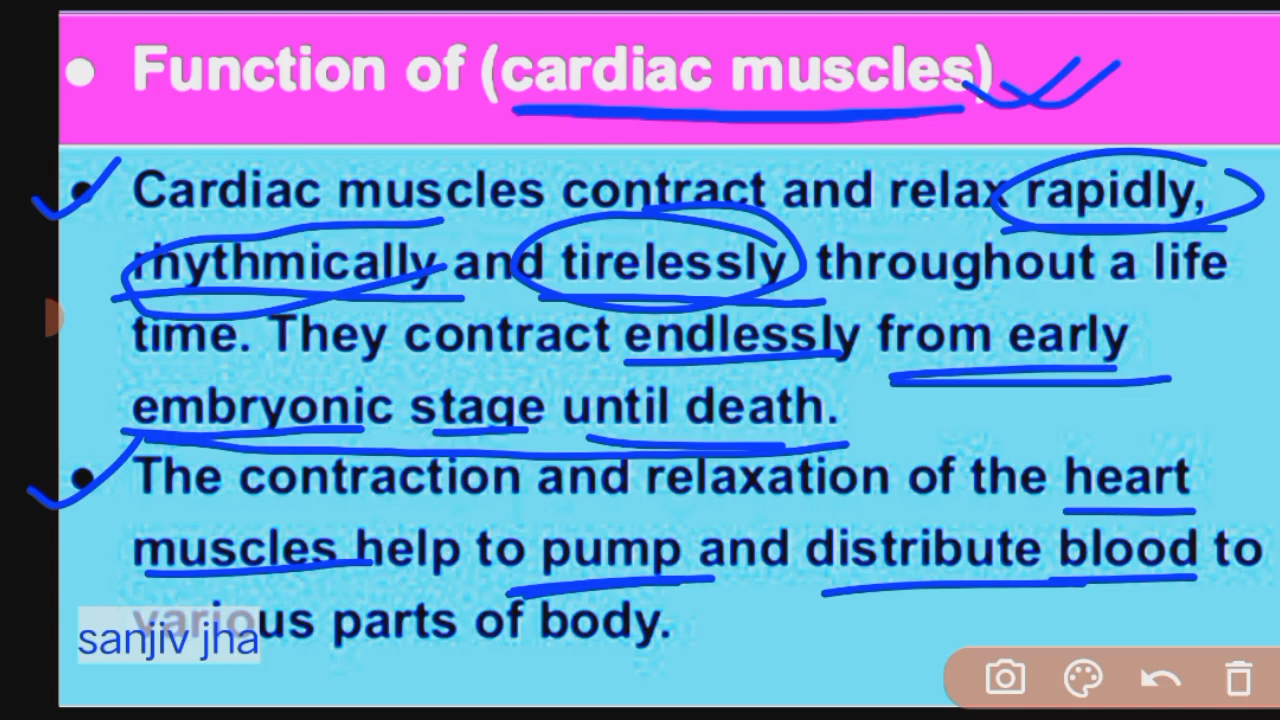 • Function of (cardiac muscles)
• Cardiac muscles contract and relax rapidly,
rhythmically and tirelessly throughout a life
time. They contract endlessly from early
embryonic stage until death.
• The contraction and relaxation of the heart
muscles help to pump and distribute blood to
various parts of body.
sanjiv jha